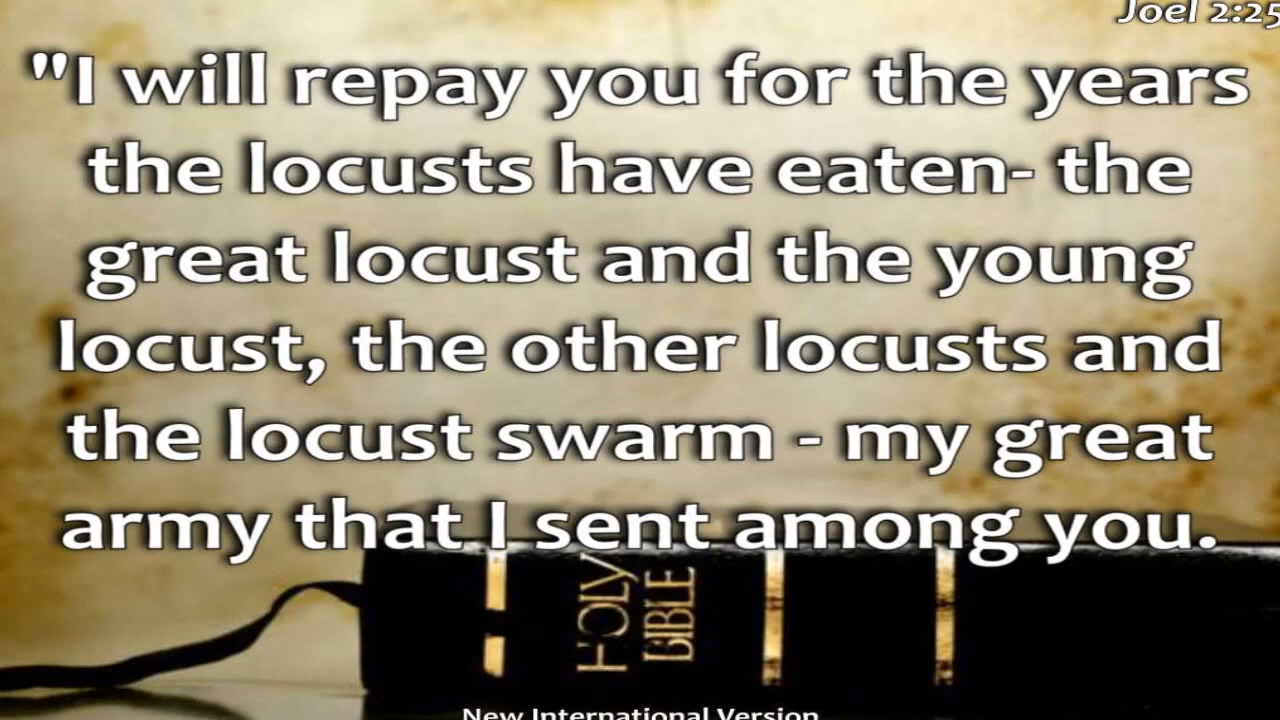 Joel 2:25
"I will repay you for the years
the locusts have eaten- the
great locust and the young
locust, the other locusts and
the locust swarm - my great
army that I sent among you.
HOLY
BIBLE
New International Version